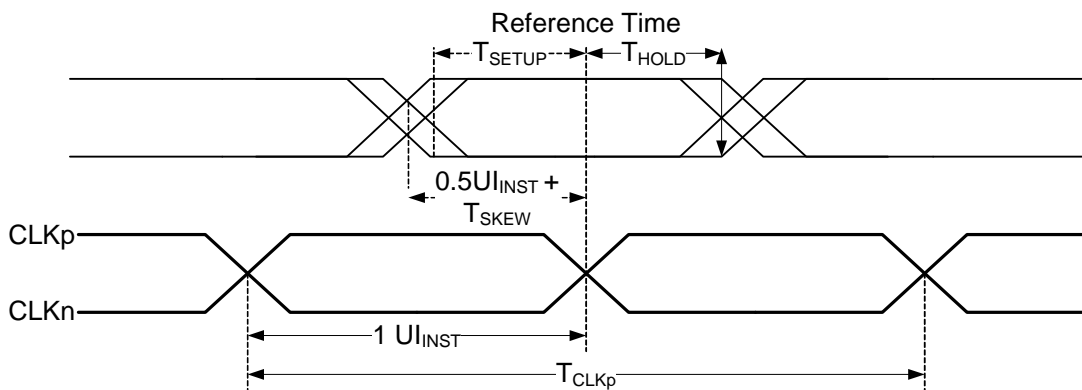 Reference Time
TSETUP THOLD
0.5UIINST +
TSKEW
CLKp
CLKn
1 UIINST
TCLKp